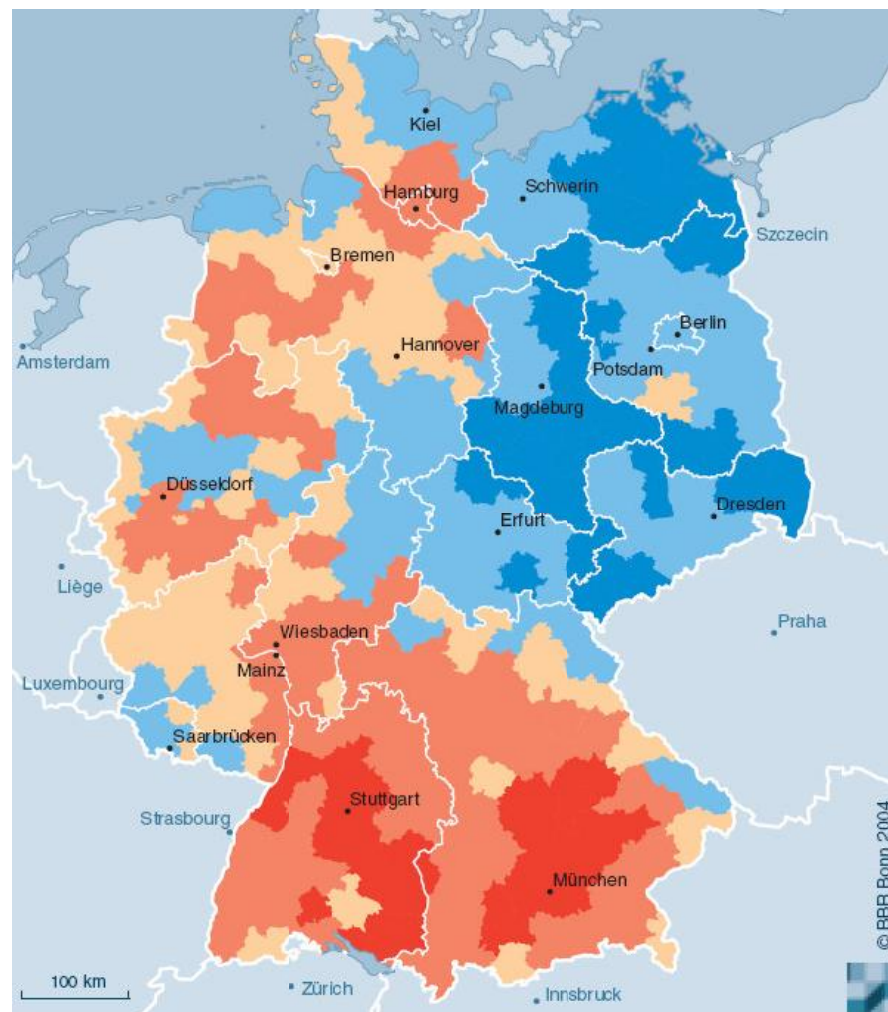 Kiel
Schwerin
Hamburg
Szczecin
Bremen
Berlin
Amsterdam
Hannover
Potsdam
Magdeburg
Düsseldorf
Dresden
Erfurt
Liège
Wiesbaden
Praha
Mainz
Luxembourg
Saarbrücken
Stuttgart
Strasbourg
München
© BBR Bonn 2004
100 km
Zürich
Innsbruck